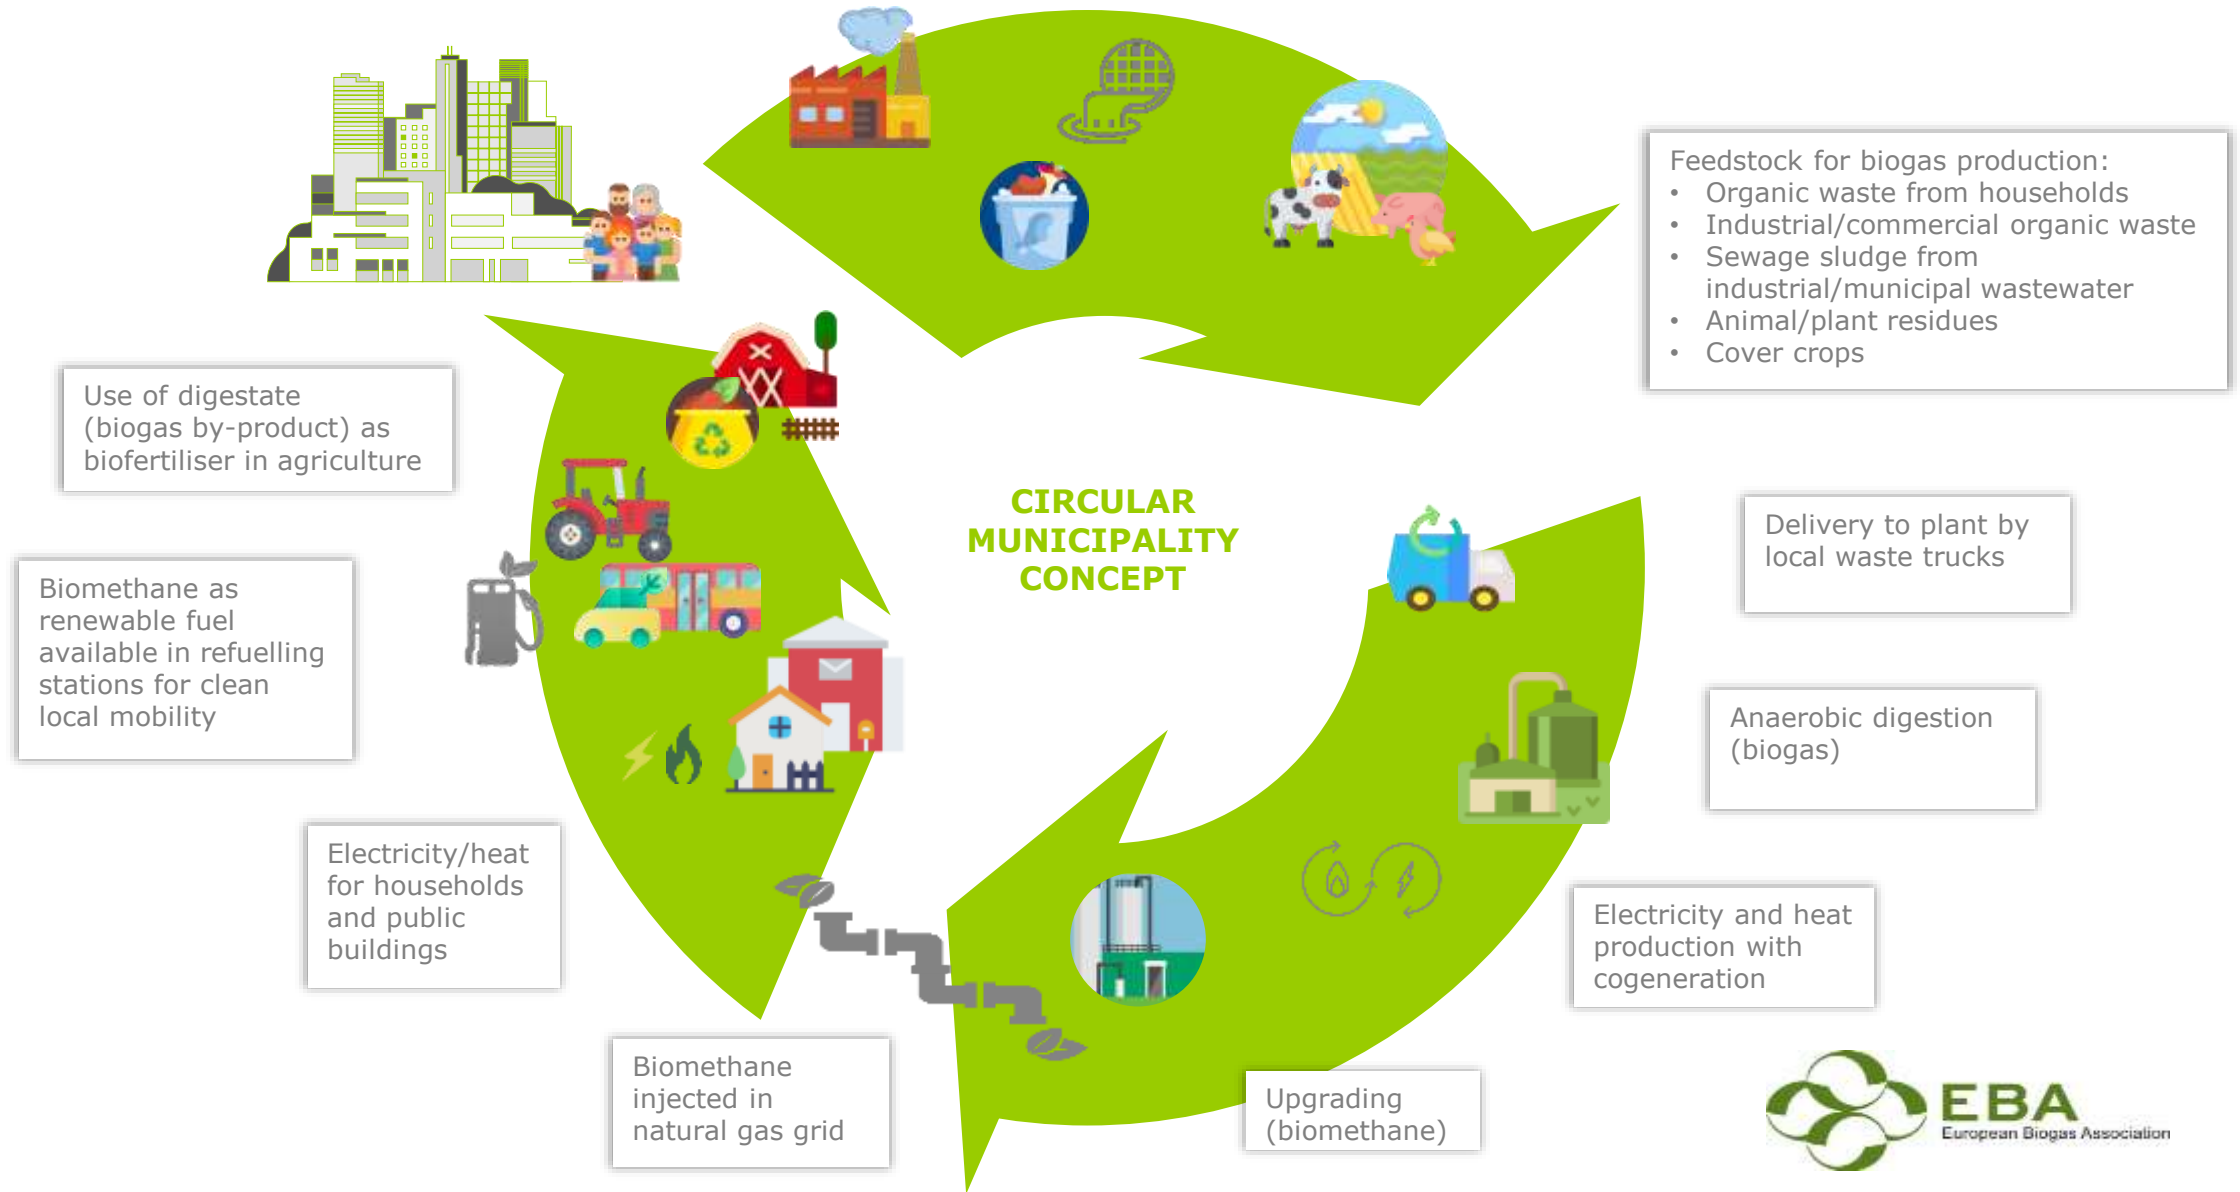 Feedstock for biogas production:
• Organic waste from households
• Industrial/commercial organic waste
• Sewage sludge from
industrial/municipal wastewater
• Animal/plant residues
• Cover crops
Use of digestate
(biogas by-product) as
biofertiliser in agriculture
CIRCULAR
MUNICIPALITY
CONCEPT
Delivery to plant by
local waste trucks
Biomethane as
renewable fuel
available in refuelling
stations for clean
local mobility
Anaerobic digestion
(biogas)
Electricity/heat
for households
and public
buildings
Electricity and heat
production with
cogeneration
Biomethane
injected in
natural gas grid
Upgrading
(biomethane)
EBA
European Biogas Association